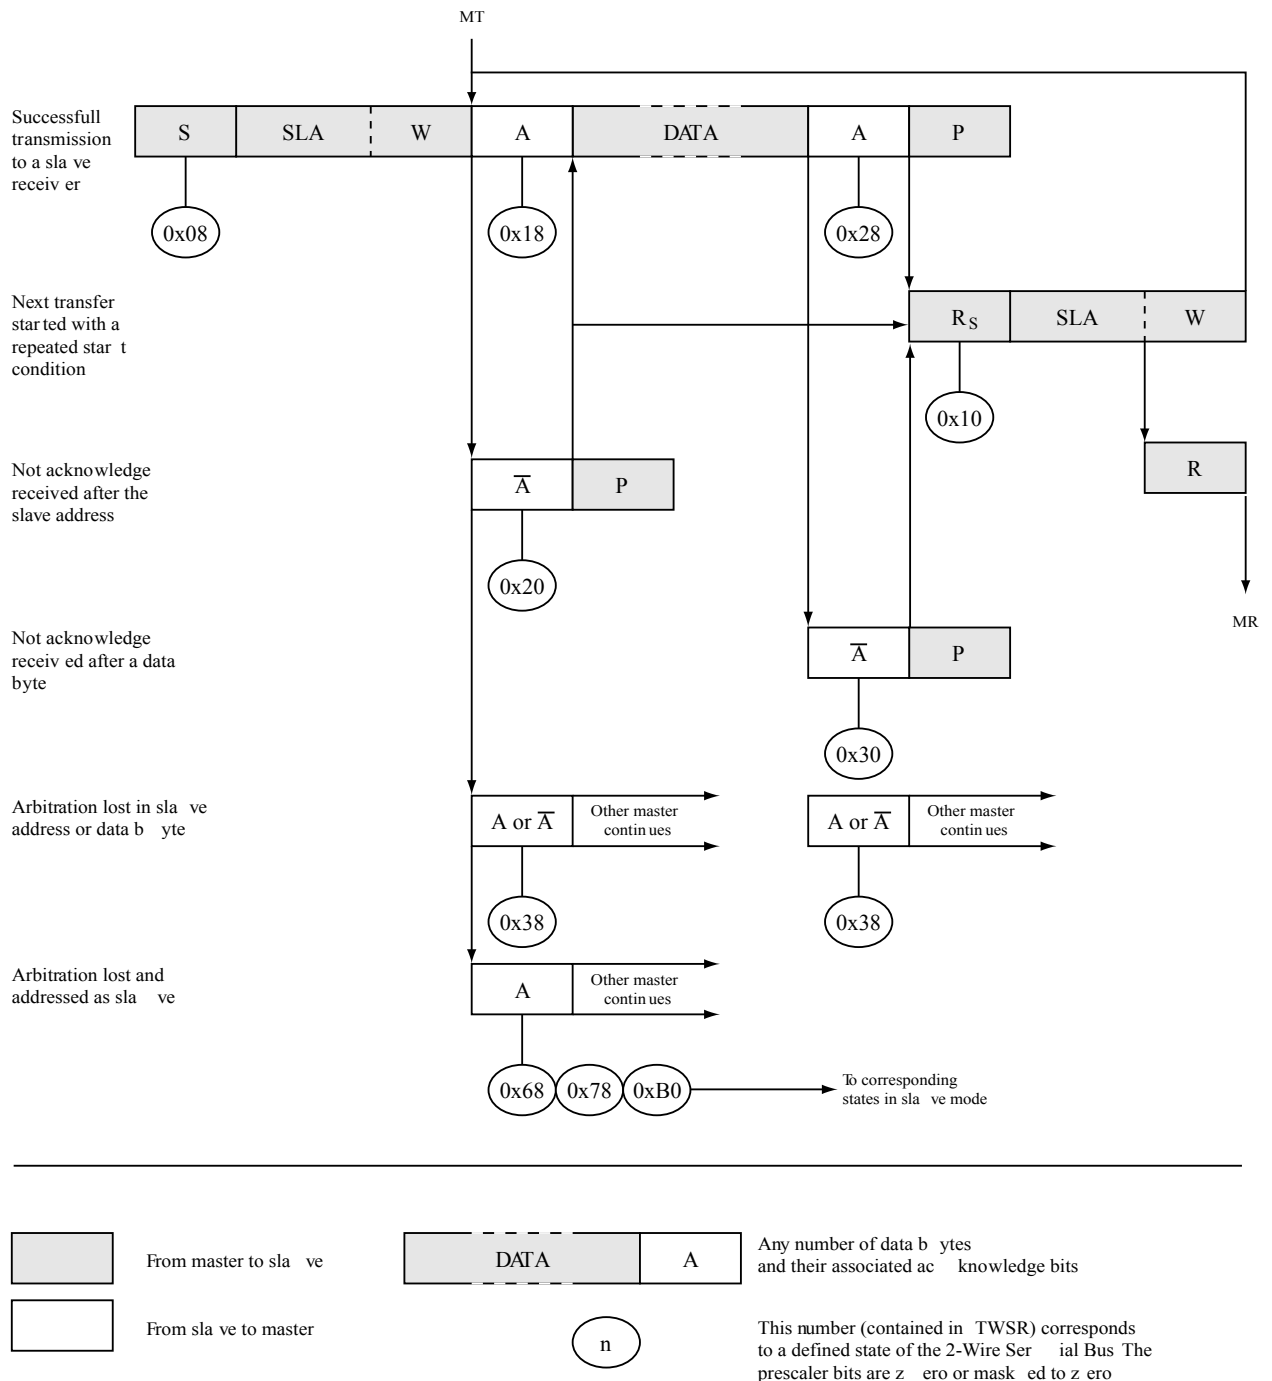 MT
Successfull
transmission
to a sla ve
receiv er
S SLA W A DATA A P
0x08 0x18 0x28
Next transfer
star ted with a
repeated star t
condition
RS SLA W
0x10
Not acknowledge
received after the
slave address
A̅ P
R
0x20
MR
Not acknowledge
receiv ed after a data
byte
A̅ P
0x30
Arbitration lost in sla ve
address or data b yte
A or A̅ Other master
contin ues
A or A̅ Other master
contin ues
0x38 0x38
Arbitration lost and
addressed as sla ve
A Other master
contin ues
0x68 0x78 0xB0
To corresponding
states in sla ve mode
From master to sla ve
DATA A
Any number of data b ytes
and their associated ac knowledge bits
From sla ve to master
n
This number (contained in TWSR) corresponds
to a defined state of the 2-Wire Ser ial Bus The
prescaler bits are z ero or mask ed to z ero